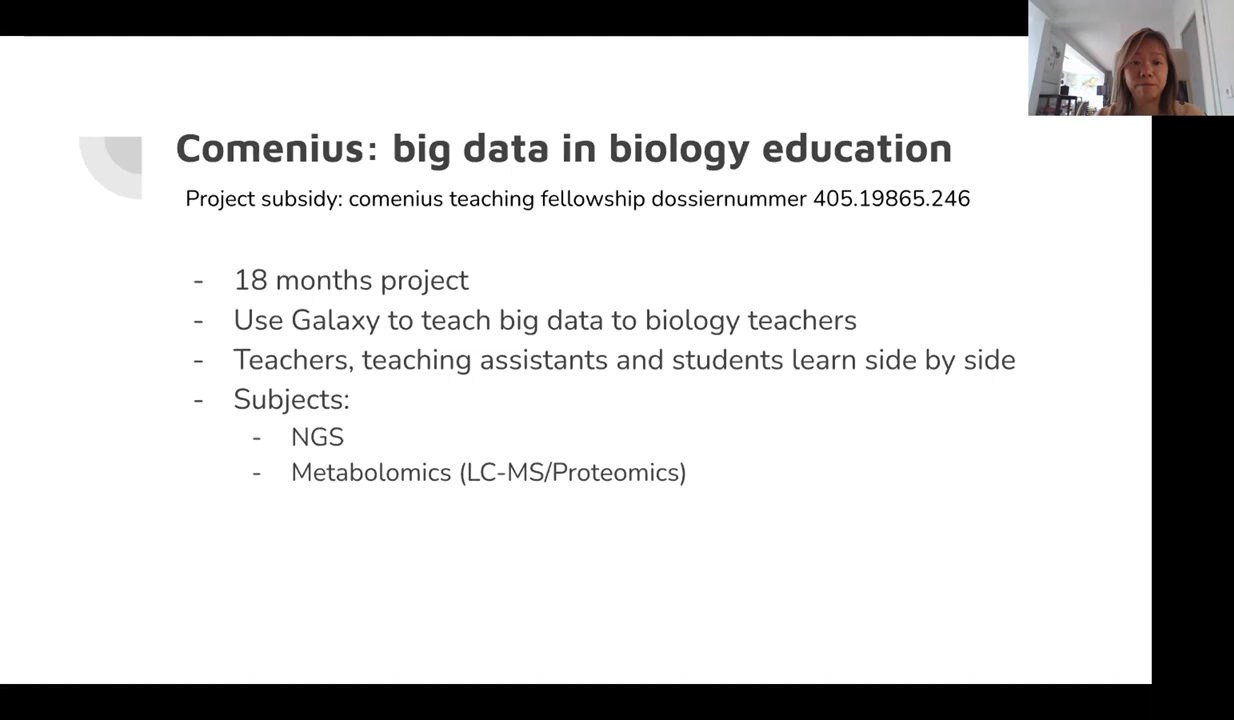 Comenius: big data in biology education
Project subsidy: comenius teaching fellowship dossiernummer 405.19865.246
- 18 months project
- Use Galaxy to teach big data to biology teachers
- Teachers, teaching assistants and students learn side by side
- Subjects:
- NGS
- Metabolomics (LC-MS/Proteomics)